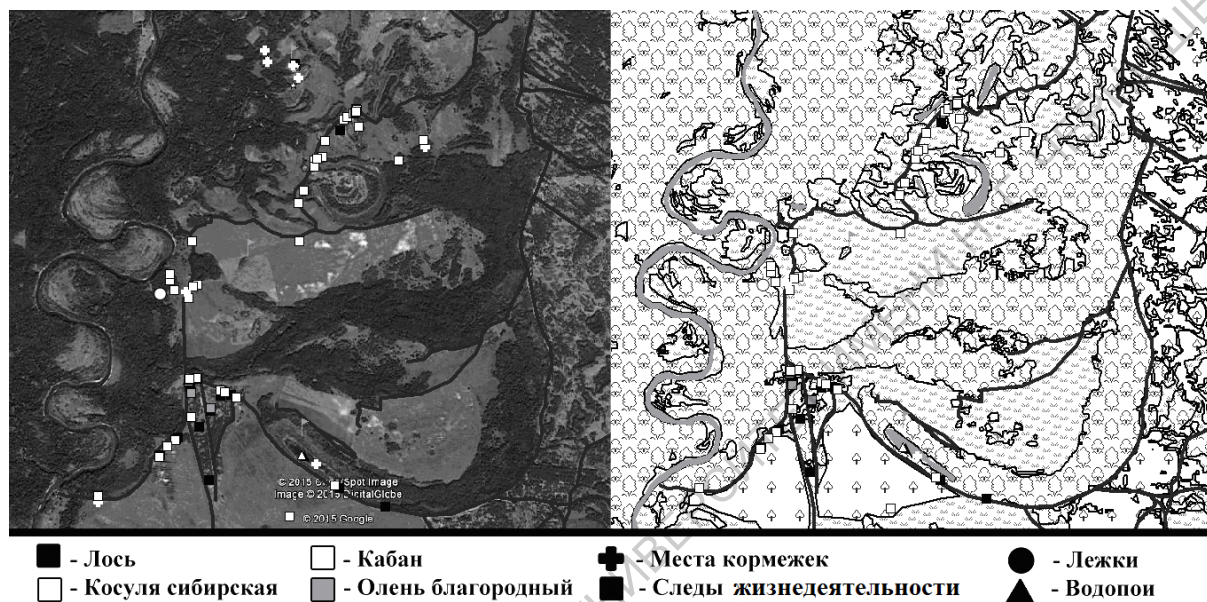 © 2015 Spot Image
Image © 2015 DigitalGlobe
© 2015 Google
- Лось
- Кабан
- Места кормежек
- Лежки
- Косуля сибирская
- Олень благородный
- Следы жизнедеятельности
- Водопои